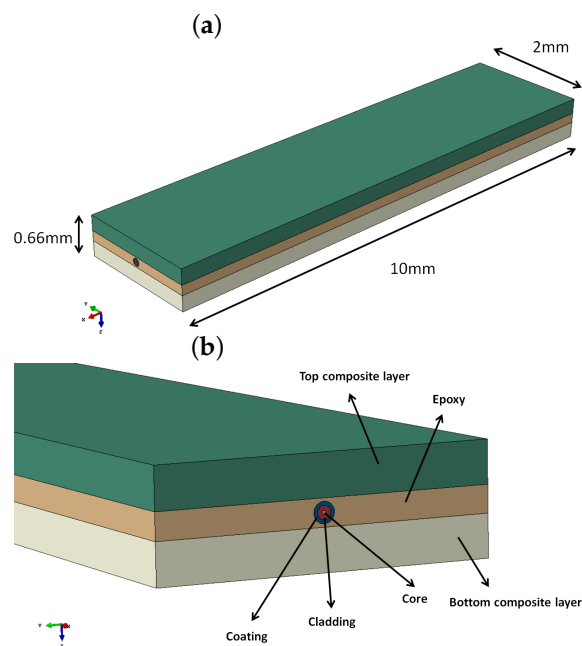 (a)
2mm
0.66mm
10mm
Y
X
Z
(b)
Top composite layer
Epoxy
Core
Bottom composite layer
Cladding
Coating
Y
X
Z